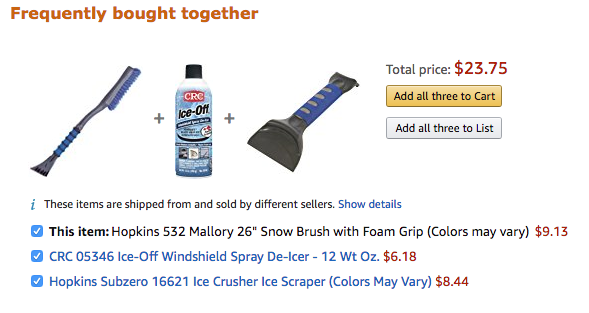 Frequently bought together
CRC
Ice-Off
+
+
Total price: $23.75
Add all three to Cart
Add all three to List
i These items are shipped from and sold by different sellers. Show details
This item: Hopkins 532 Mallory 26" Snow Brush with Foam Grip (Colors may vary) $9.13
CRC 05346 Ice-Off Windshield Spray De-Icer - 12 Wt Oz. $6.18
Hopkins Subzero 16621 Ice Crusher Ice Scraper (Colors May Vary) $8.44